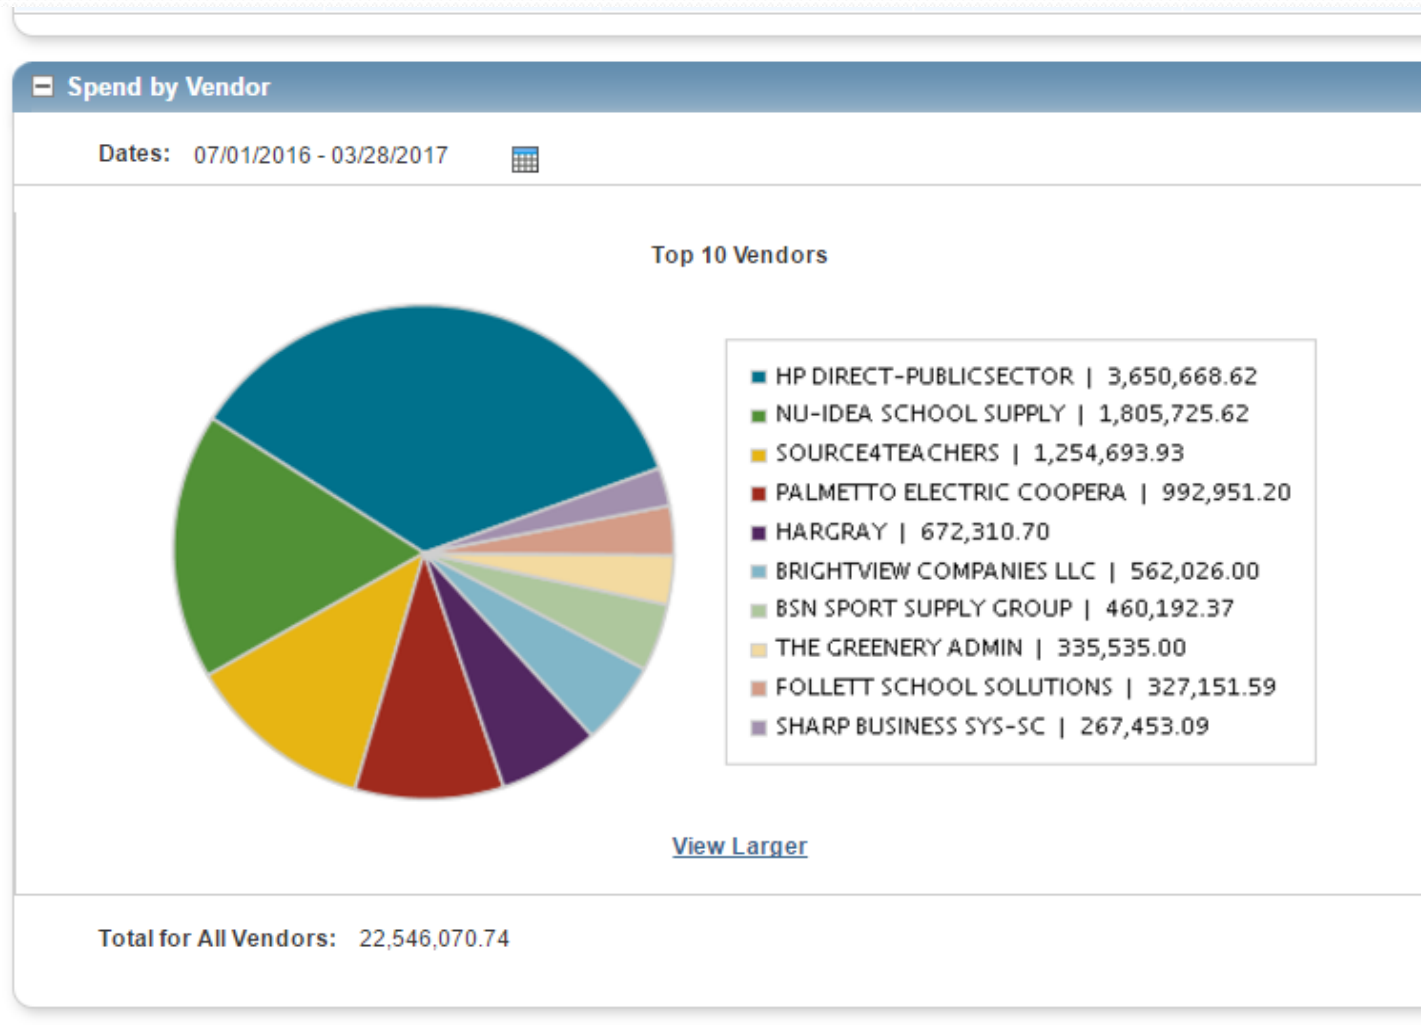 Spend by Vendor
Dates: 07/01/2016 - 03/28/2017
Top 10 Vendors
HP DIRECT-PUBLICSECTOR | 3,650,668.62
NU-IDEA SCHOOL SUPPLY | 1,805,725.62
SOURCE4TEACHERS | 1,254,693.93
PALMETTO ELECTRIC COOPERA | 992,951.20
HARGRAY | 672,310.70
BRIGHTVIEW COMPANIES LLC | 562,026.00
BSN SPORT SUPPLY GROUP | 460,192.37
THE GREENERY ADMIN | 335,535.00
FOLLETT SCHOOL SOLUTIONS | 327,151.59
SHARP BUSINESS SYS-SC | 267,453.09
View Larger
Total for All Vendors: 22,546,070.74